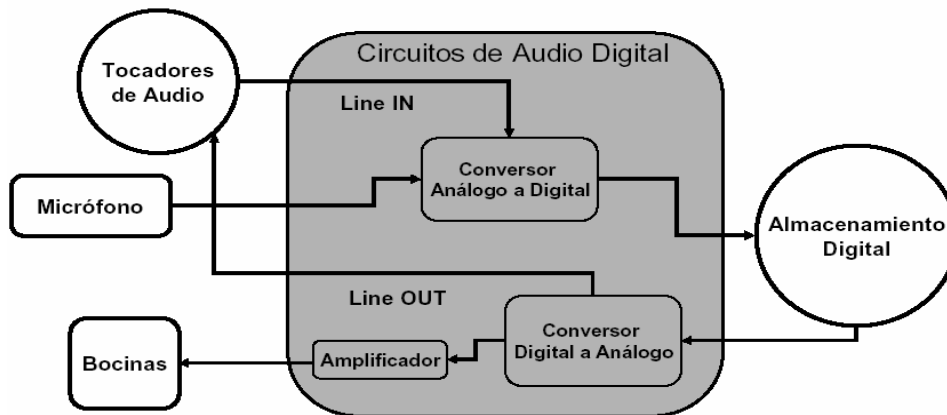 Circuitos de Audio Digital
Tocadores
de Audio
Line IN
Conversor
Análogo a Digital
Micrófono
Almacenamiento
Digital
Line OUT
Conversor
Digital a Análogo
Amplificador
Bocinas